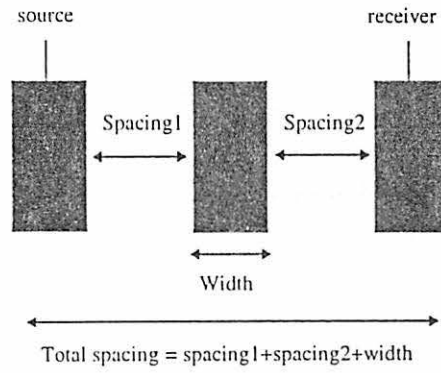 source receiver
Spacing1 Spacing2
Width
Total spacing = spacing1+spacing2+width